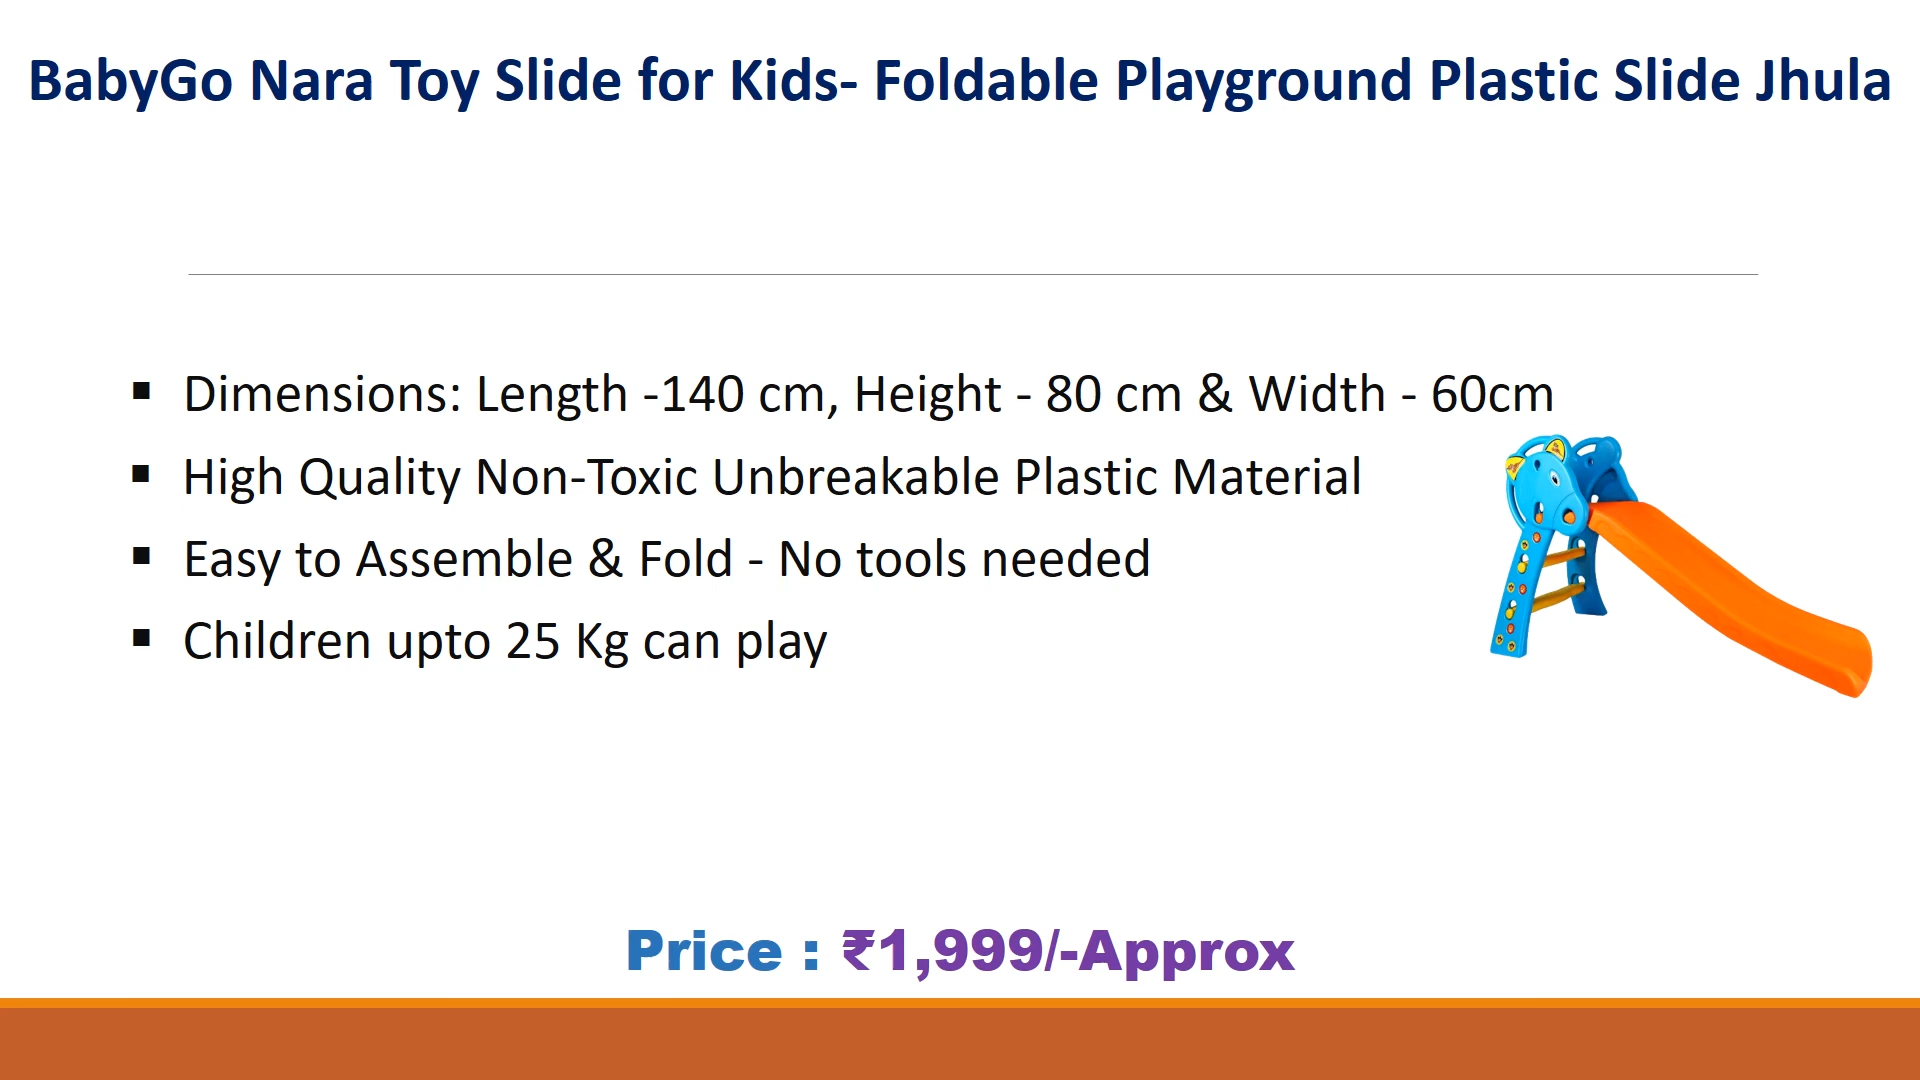 BabyGo Nara Toy Slide for Kids- Foldable Playground Plastic Slide Jhula
▪ Dimensions: Length -140 cm, Height - 80 cm & Width - 60cm
▪ High Quality Non-Toxic Unbreakable Plastic Material
▪ Easy to Assemble & Fold - No tools needed
▪ Children upto 25 Kg can play
Price : ₹1,999/-Approx